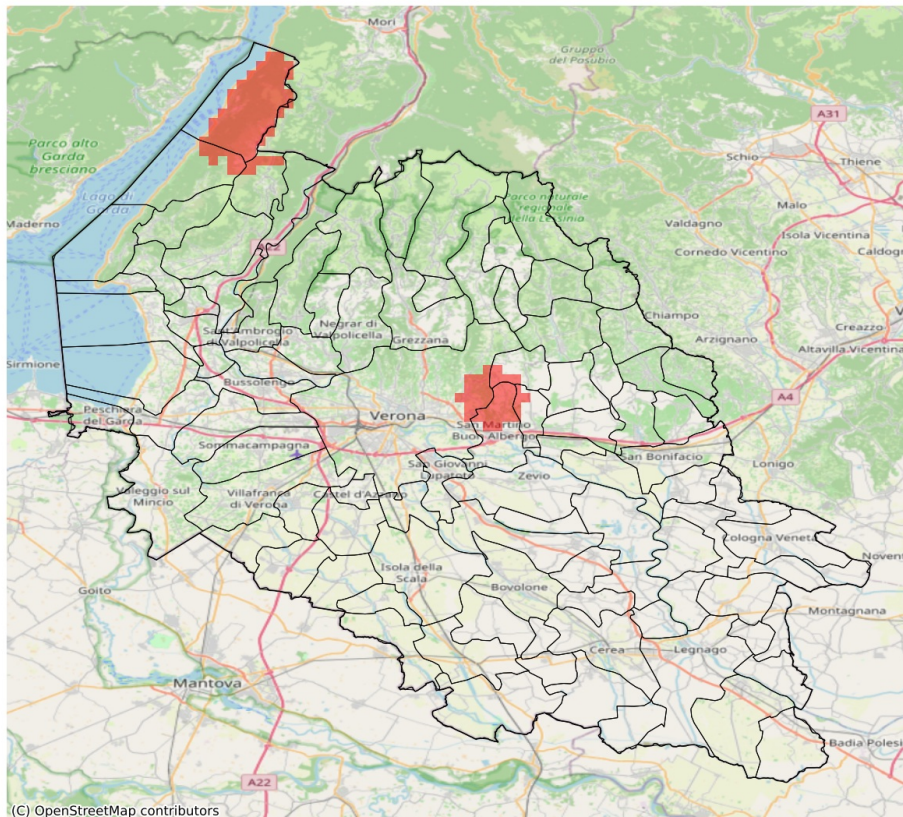 Mori
Gruppo
del Pasubio
A31
Parco alto
Garda
bresciano
Schio
Thiene
Lago di
Garda
Parco naturale
regionale
della Lessinia
Malo
Maderno
Valdagno
Isola Vicentina
Cornedo Vicentino
Caldogn
A22
Chiampo
Sant'Ambrogio
di Valpolicella
Negrar di
Valpolicella
Grezzana
Arzignano
Creazzo
Altavilla Vicentina
Sirmione
Bussolengo
A4
Peschiera
del Garda
Verona
San Martino
Buon Albergo
Sommacampagna
San Giovanni
Lupatoto
Zevio
San Bonifacio
Lonigo
Valeggio sul
Mincio
Villafranca
di Verona
Castel d'Azzano
Cologna Veneta
Novent
Isola della
Scala
Goito
Bovolone
Montagnana
Cerea
Legnago
Mantova
Badia Polesi
A22
(C) OpenStreetMap contributors